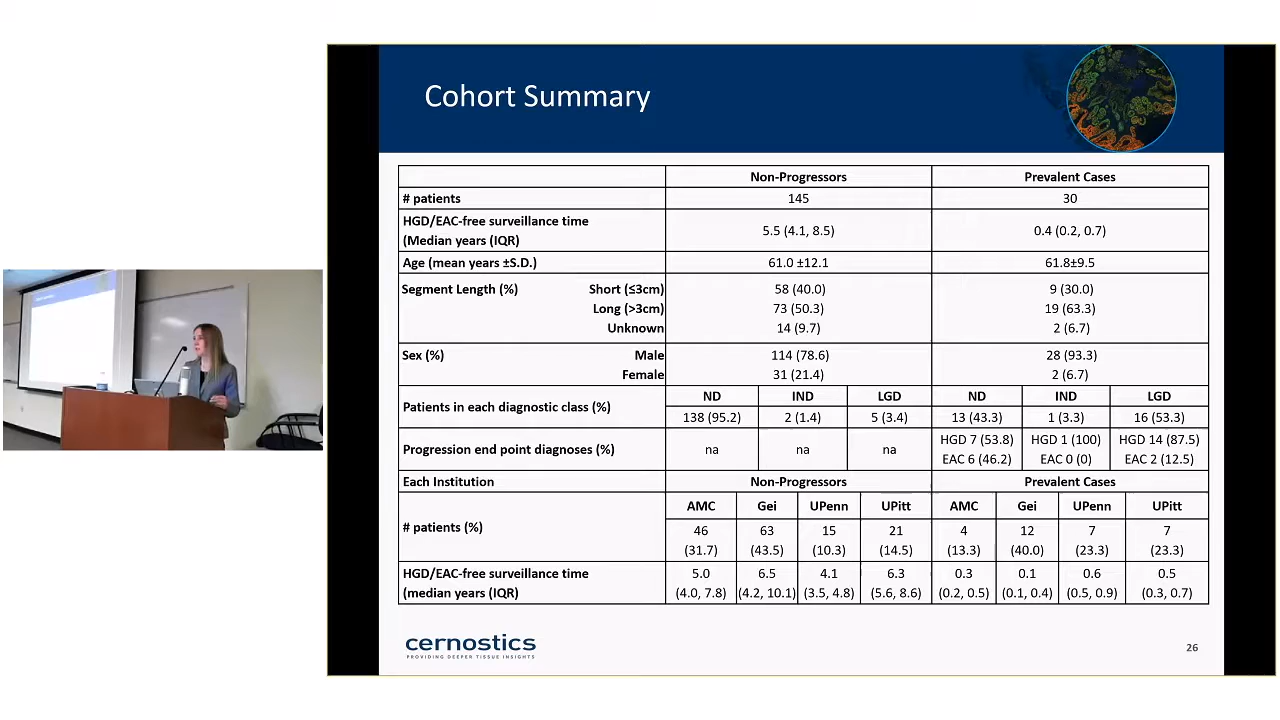 Cohort Summary
Non-Progressors Prevalent Cases
# patients 145 30
HGD/EAC-free surveillance time
(Median years (IQR) 5.5 (4.1, 8.5) 0.4 (0.2, 0.7)
Age (mean years ±S.D.) 61.0 ±12.1 61.8±9.5
Segment Length (%) Short (≤3cm) 58 (40.0) 9 (30.0)
Long (>3cm) 73 (50.3) 19 (63.3)
Unknown 14 (9.7) 2 (6.7)
Sex (%) Male 114 (78.6) 28 (93.3)
Female 31 (21.4) 2 (6.7)
Patients in each diagnostic class (%) ND IND LGD ND IND LGD
138 (95.2) 2 (1.4) 5 (3.4) 13 (43.3) 1 (3.3) 16 (53.3)
Progression end point diagnoses (%) na na na HGD 7 (53.8) HGD 1 (100) HGD 14 (87.5)
EAC 6 (46.2) EAC 0 (0) EAC 2 (12.5)
Each Institution Non-Progressors Prevalent Cases
# patients (%) AMC Gei UPenn UPitt AMC Gei UPenn UPitt
46 63 15 21 4 12 7 7
(31.7) (43.5) (10.3) (14.5) (13.3) (40.0) (23.3) (23.3)
HGD/EAC-free surveillance time 5.0 6.5 4.1 6.3 0.3 0.1 0.6 0.5
(median years (IQR) (4.0, 7.8) (4.2, 10.1) (3.5, 4.8) (5.6, 8.6) (0.2, 0.5) (0.1, 0.4) (0.5, 0.9) (0.3, 0.7)
cernostics
PROVIDING DEEPER TISSUE INSIGHTS
26